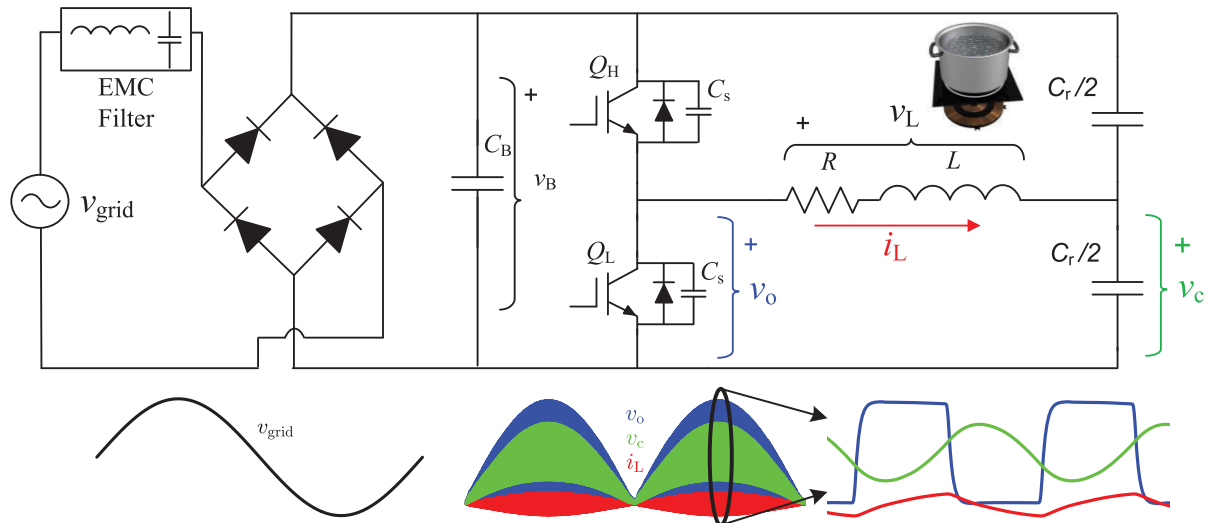 EMC
Filter
v_grid
C_B
+
v_B
Q_H
C_s
Q_L
C_s
+
v_o
+
v_L
R
L
i_L
C_r/2
C_r/2
+
v_c
v_grid
v_o
v_c
i_L